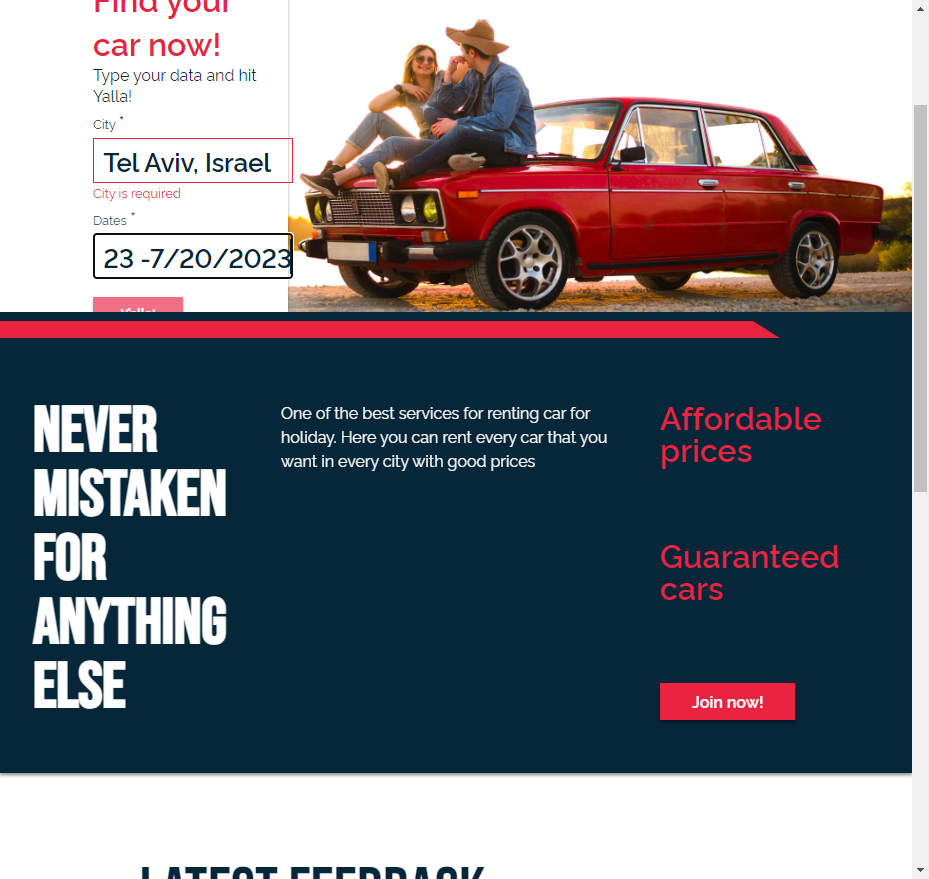 Find your
car now!
Type your data and hit
Yalla!
City *
Tel Aviv, Israel
City is required
Dates *
23 -7/20/2023
Yalla!
NEVER
MISTAKEN
FOR
ANYTHING
ELSE
One of the best services for renting car for
holiday. Here you can rent every car that you
want in every city with good prices
Affordable
prices
Guaranteed
cars
Join now!
LATEST FEEDBACK